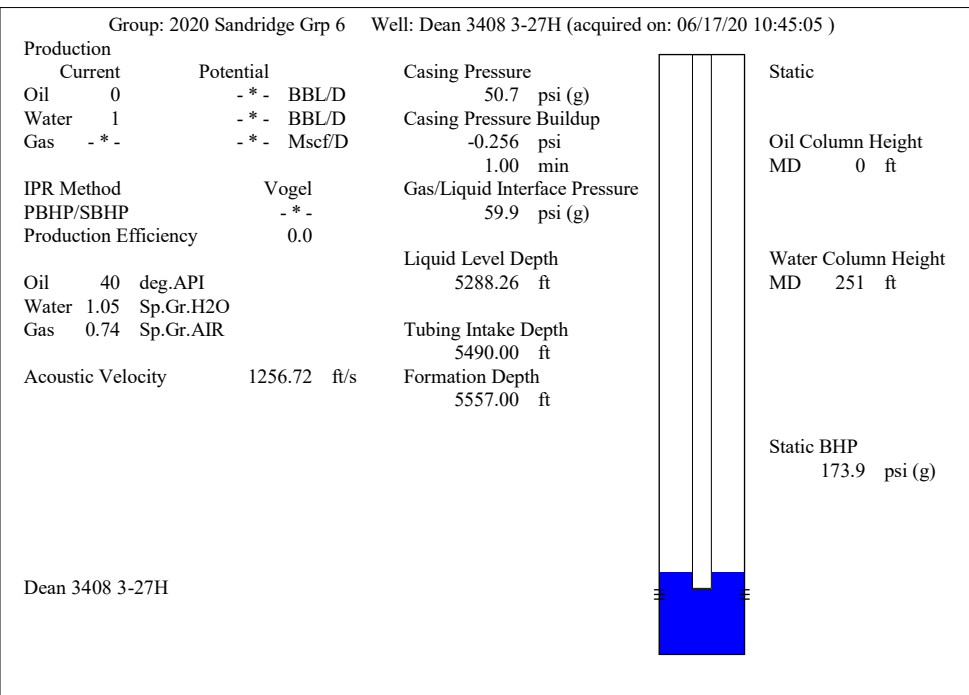 Group: 2020 Sandridge Grp 6 Well: Dean 3408 3-27H (acquired on: 06/17/20 10:45:05 )
Production
Current Potential
Oil 0 - * - BBL/D
Water 1 - * - BBL/D
Gas - * - - * - Mscf/D
IPR Method Vogel
PBHP/SBHP - * -
Production Efficiency 0.0
Oil 40 deg.API
Water 1.05 Sp.Gr.H2O
Gas 0.74 Sp.Gr.AIR
Acoustic Velocity 1256.72 ft/s
Casing Pressure
50.7 psi (g)
Casing Pressure Buildup
-0.256 psi
1.00 min
Gas/Liquid Interface Pressure
59.9 psi (g)
Liquid Level Depth
5288.26 ft
Tubing Intake Depth
5490.00 ft
Formation Depth
5557.00 ft
Static
Oil Column Height
MD 0 ft
Water Column Height
MD 251 ft
Static BHP
173.9 psi (g)
Dean 3408 3-27H